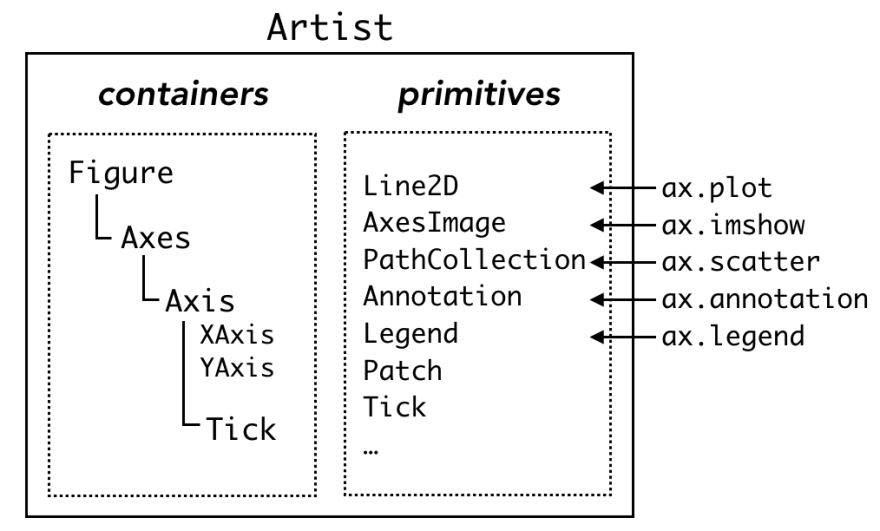 Artist
containers
Figure
Axes
Axis
XAxis
YAxis
Tick
primitives
Line2D
AxesImage
PathCollection
Annotation
Legend
Patch
Tick
…
ax.plot
ax.imshow
ax.scatter
ax.annotation
ax.legend